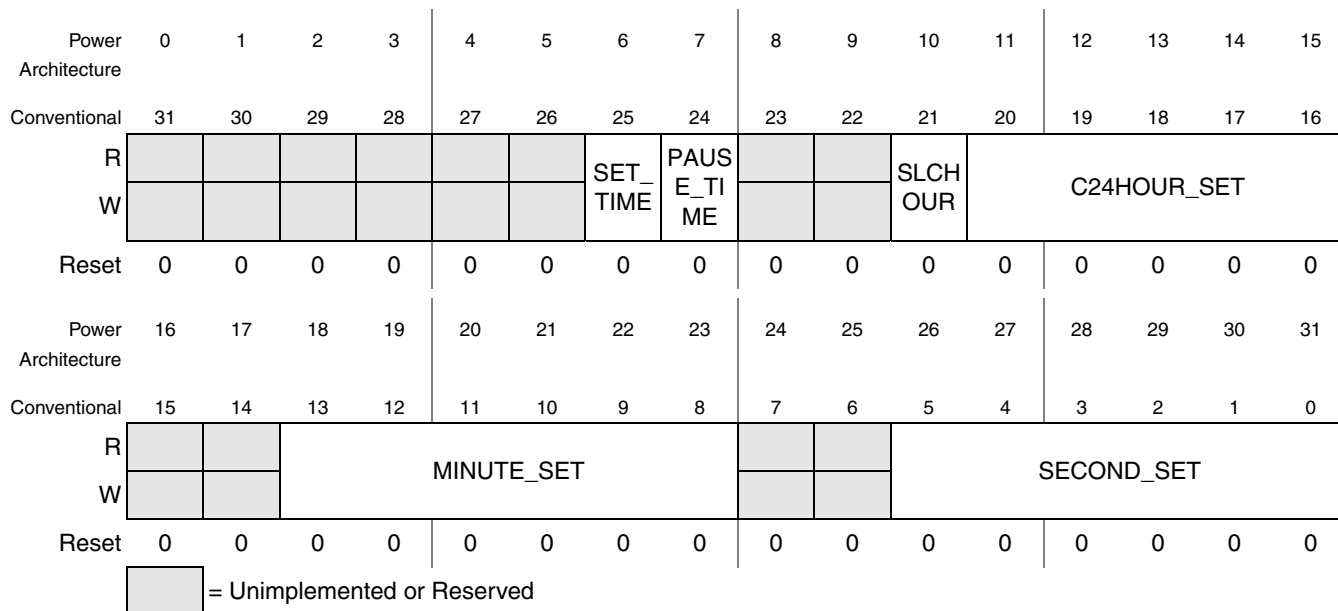 Power Architecture 0 1 2 3 4 5 6 7 8 9 10 11 12 13 14 15
Conventional 31 30 29 28 27 26 25 24 23 22 21 20 19 18 17 16
R
W
SET_
TIME
PAUS
E_TI
ME
SLCH
OUR
C24HOUR_SET
Reset 0 0 0 0 0 0 0 0 0 0 0 0 0 0 0 0
Power Architecture 16 17 18 19 20 21 22 23 24 25 26 27 28 29 30 31
Conventional 15 14 13 12 11 10 9 8 7 6 5 4 3 2 1 0
R
W
MINUTE_SET
SECOND_SET
Reset 0 0 0 0 0 0 0 0 0 0 0 0 0 0 0 0
= Unimplemented or Reserved